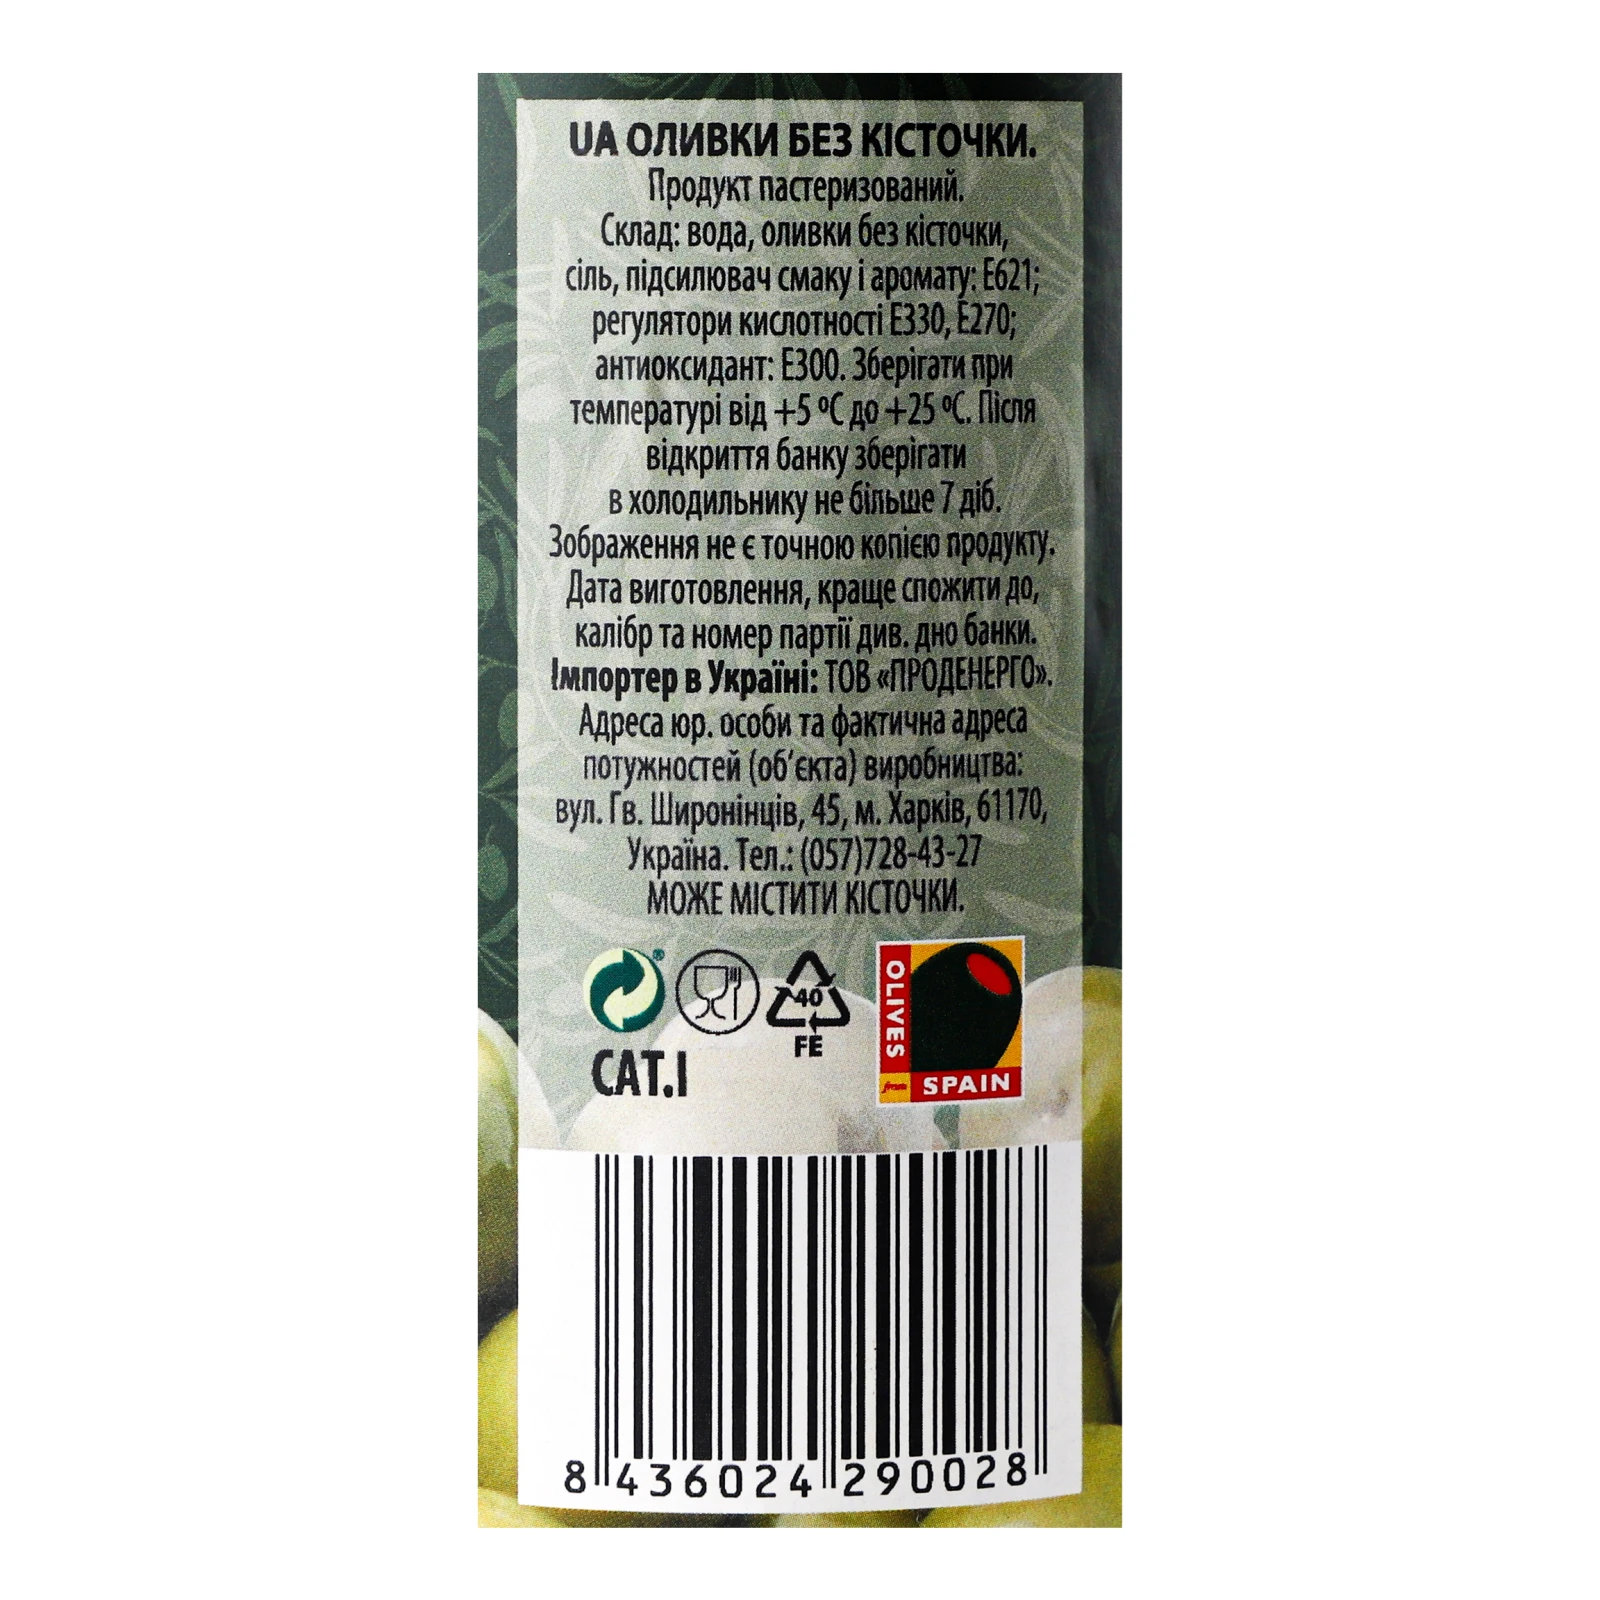 UA ОЛИВКИ БЕЗ КІСТОЧКИ.
Продукт пастеризований.
Склад: вода, оливки без кісточки,
сіль, підсилювач смаку і аромату: Е621;
регулятори кислотності Е330, Е270;
антиоксидант: Е300. Зберігати при
температурі від +5 ºС до +25 ºС. Після
відкриття банку зберігати
в холодильнику не більше 7 діб.
Зображення не є точною копією продукту.
Дата виготовлення, краще спожити до,
калібр та номер партії див. дно банки.
Імпортер в Україні: ТОВ «ПРОДЕНЕРГО».
Адреса юр. особи та фактична адреса
потужностей (об’єкта) виробництва:
вул. Гв. Широнінців, 45, м. Харків, 61170,
Україна. Тел.: (057)728-43-27
МОЖЕ МІСТИТИ КІСТОЧКИ.
®
40
FE
CAT.I
OLIVES
from SPAIN
8 436024 290028